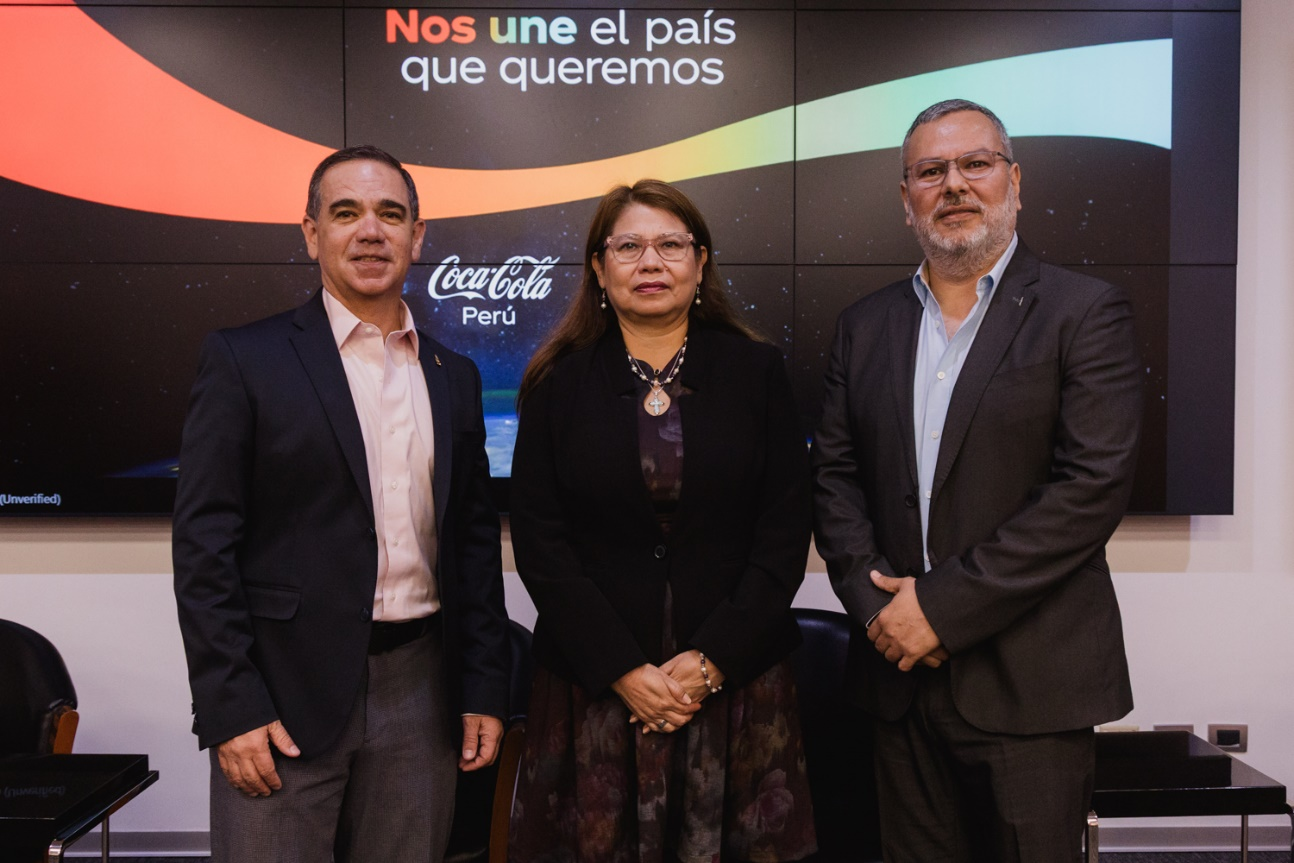 Nos une el país
que queremos
Coca-Cola
Perú
(Unverified)